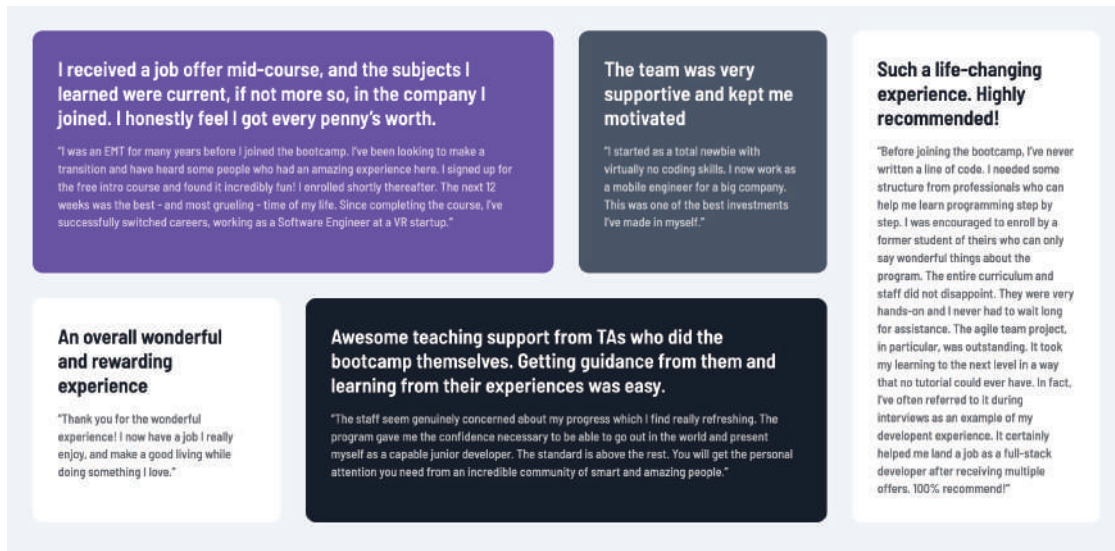 I received a job offer mid-course, and the subjects I
learned were current, if not more so, in the company I
joined. I honestly feel I got every penny's worth.
"I was an EMT for many years before I joined the bootcamp. I've been looking to make a
transition and have heard some people who had an amazing experience here. I signed up for
the free intro course and found it incredibly fun! I enrolled shortly thereafter. The next 12
weeks was the best - and most grueling - time of my life. Since completing the course, I've
successfully switched careers, working as a Software Engineer at a VR startup."
The team was very
supportive and kept me
motivated
"I started as a total newbie with
virtually no coding skills. I now work as
a mobile engineer for a big company.
This was one of the best investments
I've made in myself."
Such a life-changing
experience. Highly
recommended!
"Before joining the bootcamp, I've never
written a line of code. I needed some
structure from professionals who can
help me learn programming step by
step. I was encouraged to enroll by a
former student of theirs who can only
say wonderful things about the
program. The entire curriculum and
staff did not disappoint. They were very
hands-on and I never had to wait long
for assistance. The agile team project,
in particular, was outstanding. It took
my learning to the next level in a way
that no tutorial could ever have. In fact,
I've often referred to it during
interviews as an example of my
developent experience. It certainly
helped me land a job as a full-stack
developer after receiving multiple
offers. 100% recommend!"
An overall wonderful
and rewarding
experience
"Thank you for the wonderful
experience! I now have a job I really
enjoy, and make a good living while
doing something I love."
Awesome teaching support from TAs who did the
bootcamp themselves. Getting guidance from them and
learning from their experiences was easy.
"The staff seem genuinely concerned about my progress which I find really refreshing. The
program gave me the confidence necessary to be able to go out in the world and present
myself as a capable junior developer. The standard is above the rest. You will get the personal
attention you need from an incredible community of smart and amazing people."